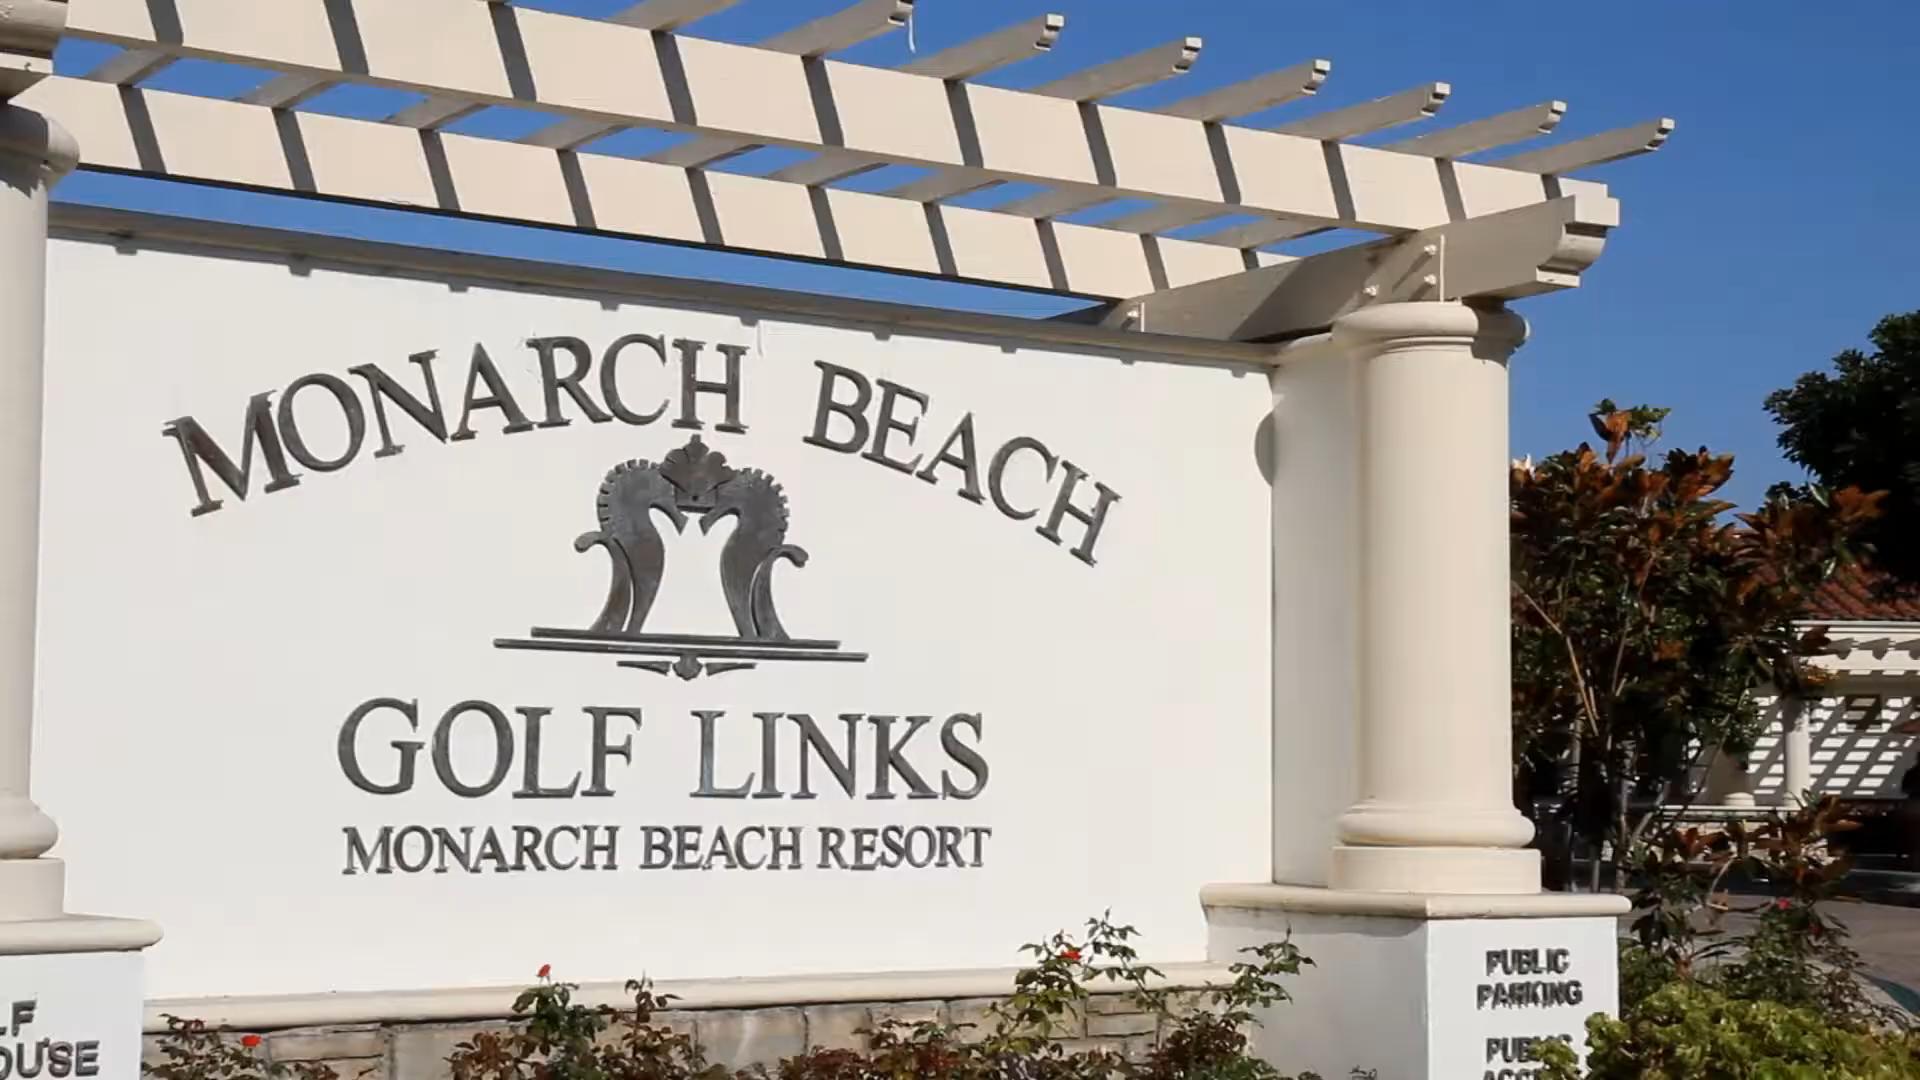 MONARCH BEACH
GOLF LINKS
MONARCH BEACH RESORT
PUBLIC
PARKING